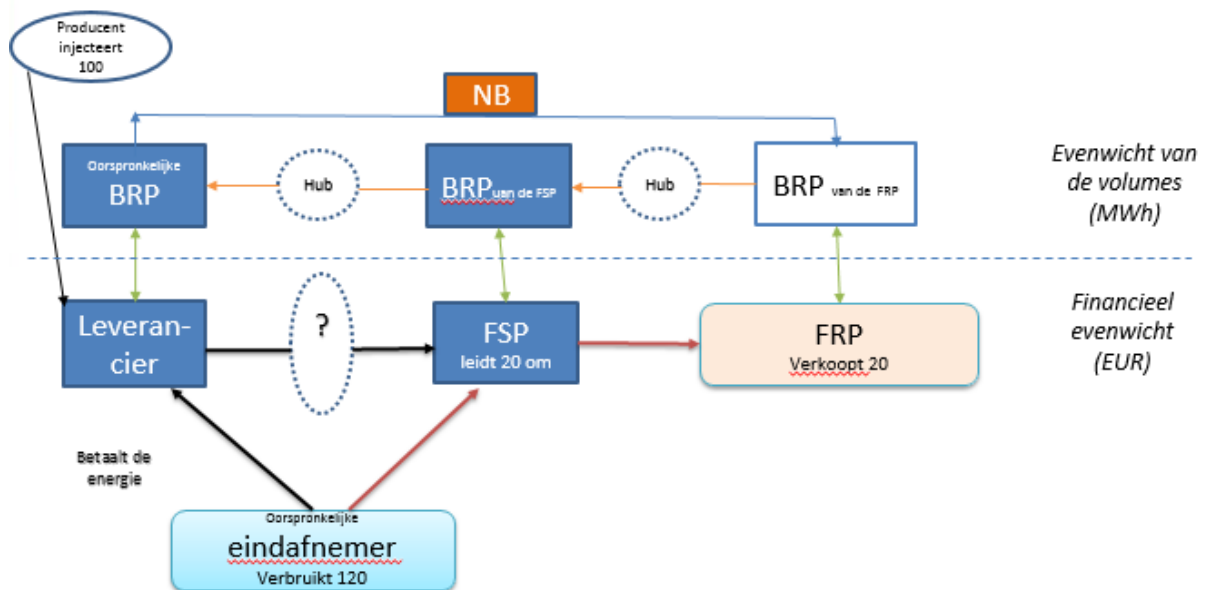 Producent
injecteert
100
NB
Oorspronkelijke
BRP
Hub
BRP van de FSP
Hub
BRP van de FRP
Evenwicht van
de volumes
(MWh)
Leveran-
cier
?
FSP
leidt 20 om
FRP
Verkoopt 20
Financieel
evenwicht
(EUR)
Betaalt de
energie
Oorspronkelijke
eindafnemer
Verbruikt 120